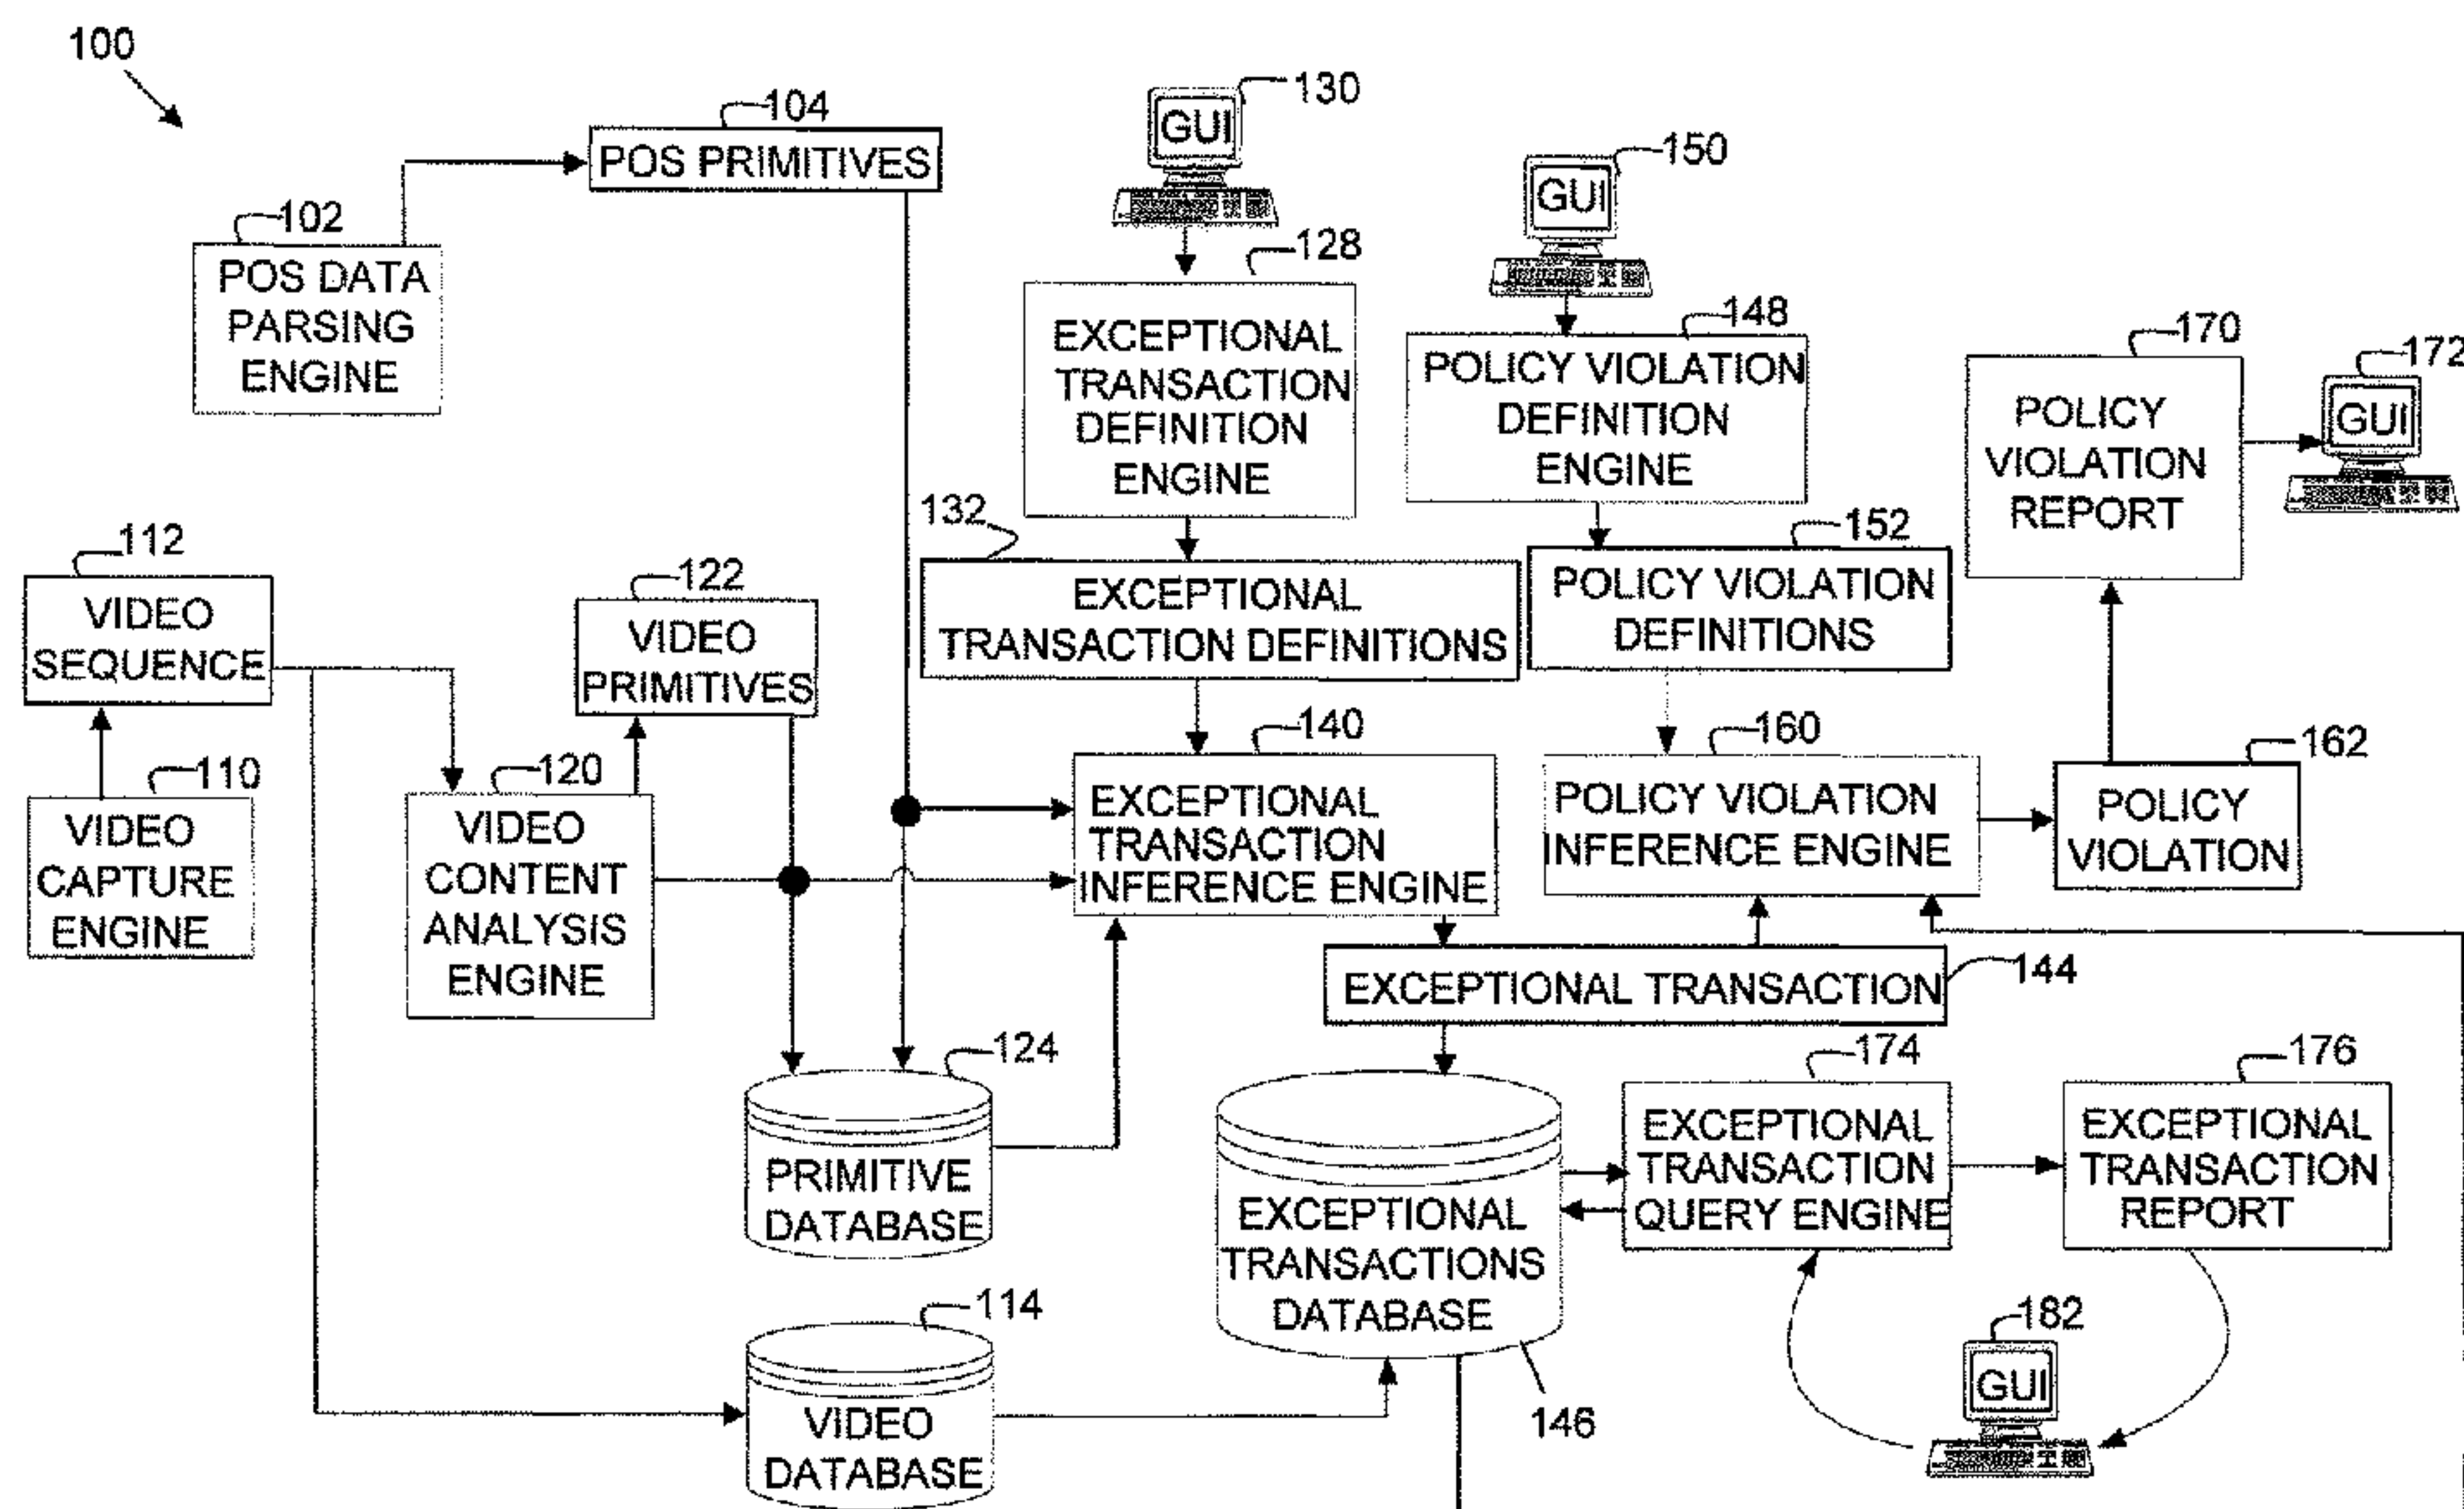 100
104
POS PRIMITIVES
102
POS DATA
PARSING
ENGINE
130
GUI
128
EXCEPTIONAL
TRANSACTION
DEFINITION
ENGINE
150
GUI
148
POLICY VIOLATION
DEFINITION
ENGINE
170
POLICY
VIOLATION
REPORT
172
GUI
132
EXCEPTIONAL
TRANSACTION DEFINITIONS
152
POLICY VIOLATION
DEFINITIONS
112
VIDEO
SEQUENCE
122
VIDEO
PRIMITIVES
110
VIDEO
CAPTURE
ENGINE
120
VIDEO
CONTENT
ANALYSIS
ENGINE
140
EXCEPTIONAL
TRANSACTION
INFERENCE ENGINE
160
POLICY VIOLATION
INFERENCE ENGINE
162
POLICY
VIOLATION
EXCEPTIONAL TRANSACTION
144
124
PRIMITIVE
DATABASE
EXCEPTIONAL
TRANSACTIONS
DATABASE
146
174
EXCEPTIONAL
TRANSACTION
QUERY ENGINE
176
EXCEPTIONAL
TRANSACTION
REPORT
114
VIDEO
DATABASE
182
GUI